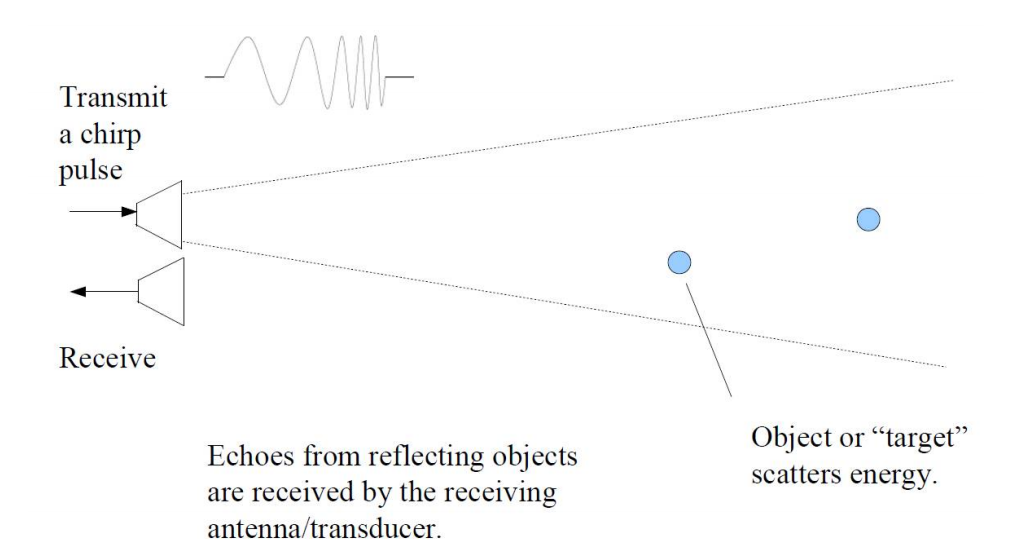 Transmit
a chirp
pulse
Receive
Echoes from reflecting objects
are received by the receiving
antenna/transducer.
Object or “target”
scatters energy.